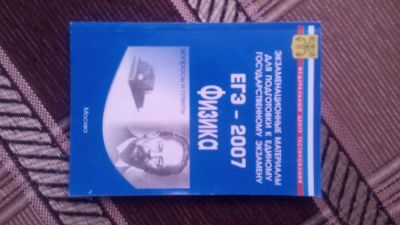 ФЕДЕРАЛЬНЫЙ ЦЕНТР ТЕСТИРОВАНИЯ
ЭКЗАМЕНАЦИОННЫЕ МАТЕРИАЛЫ
ДЛЯ ПОДГОТОВКИ К ЕДИНОМУ
ГОСУДАРСТВЕННОМУ ЭКЗАМЕНУ
ЕГЭ – 2007
ФИЗИКА
Москва